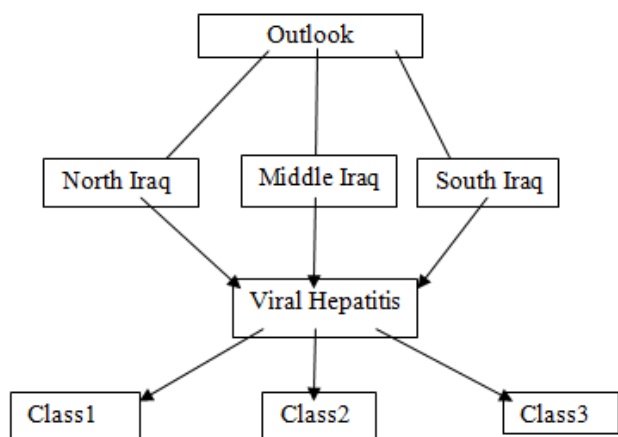 Outlook
North Iraq
Middle Iraq
South Iraq
Viral Hepatitis
Class1
Class2
Class3